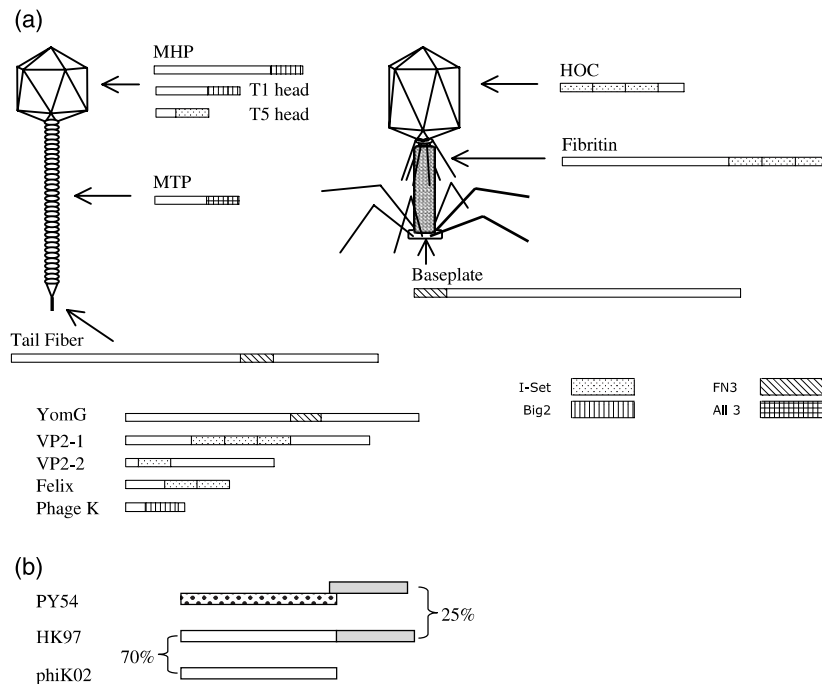 (a)
MHP
T1 head
T5 head
MTP
Tail Fiber
HOC
Fibritin
Baseplate
I-Set
FN3
Big2
All 3
YomG
VP2-1
VP2-2
Felix
Phage K
(b)
PY54
25%
HK97
70%
phiK02